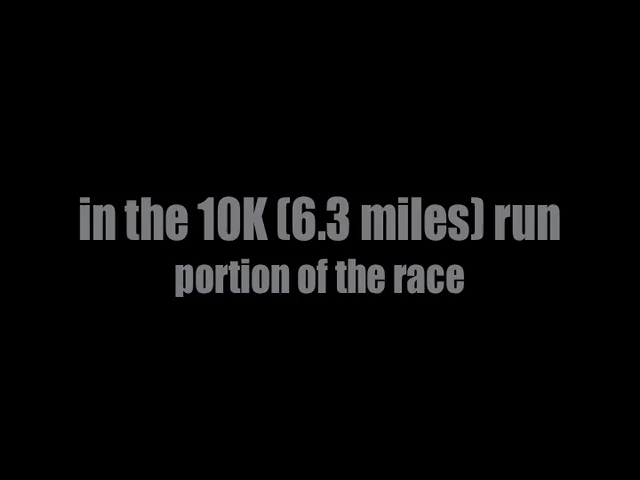 in the 10K (6.3 miles) run
portion of the race